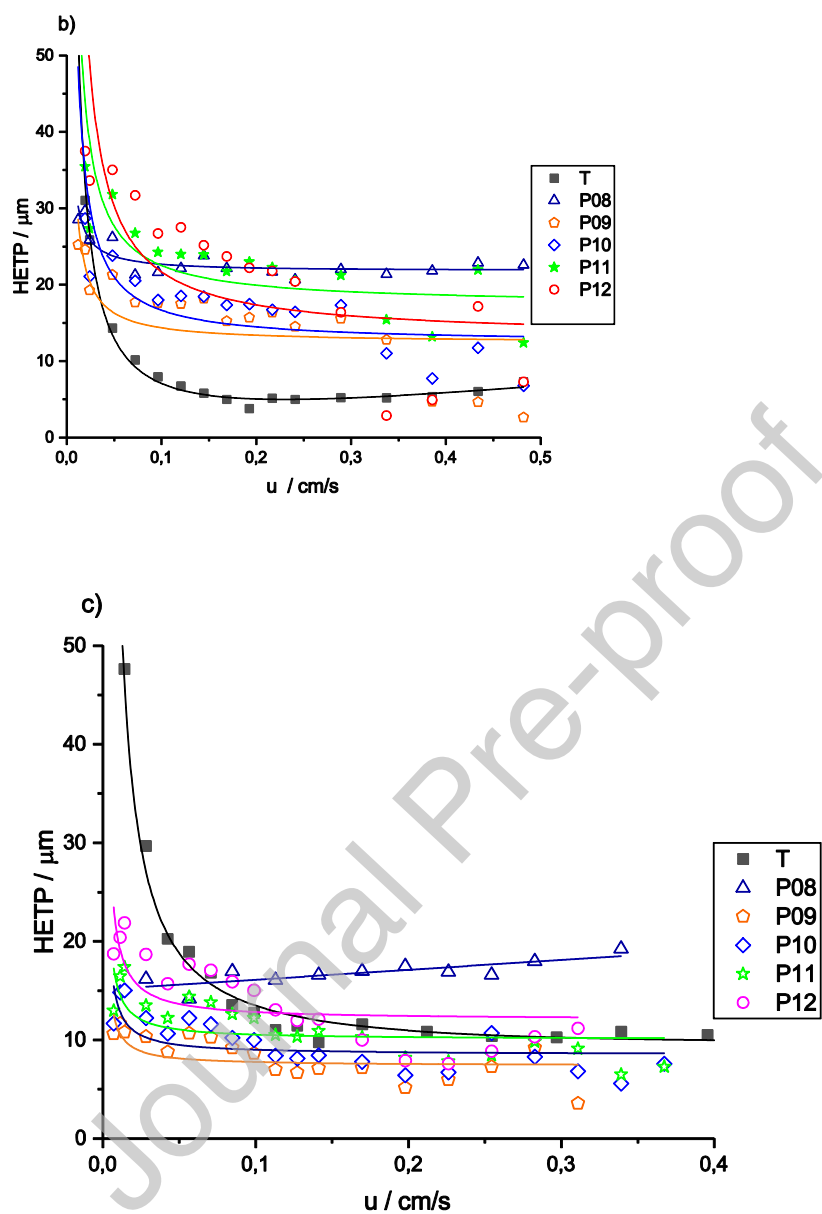 b)
50
40
30
20
10
0
HETP / μm
0,0 0,1 0,2 0,3 0,4 0,5
u / cm/s
T
P08
P09
P10
P11
P12
c)
50
40
30
20
10
0
HETP / μm
0,0 0,1 0,2 0,3 0,4
u / cm/s
T
P08
P09
P10
P11
P12
Journal Pre-proof